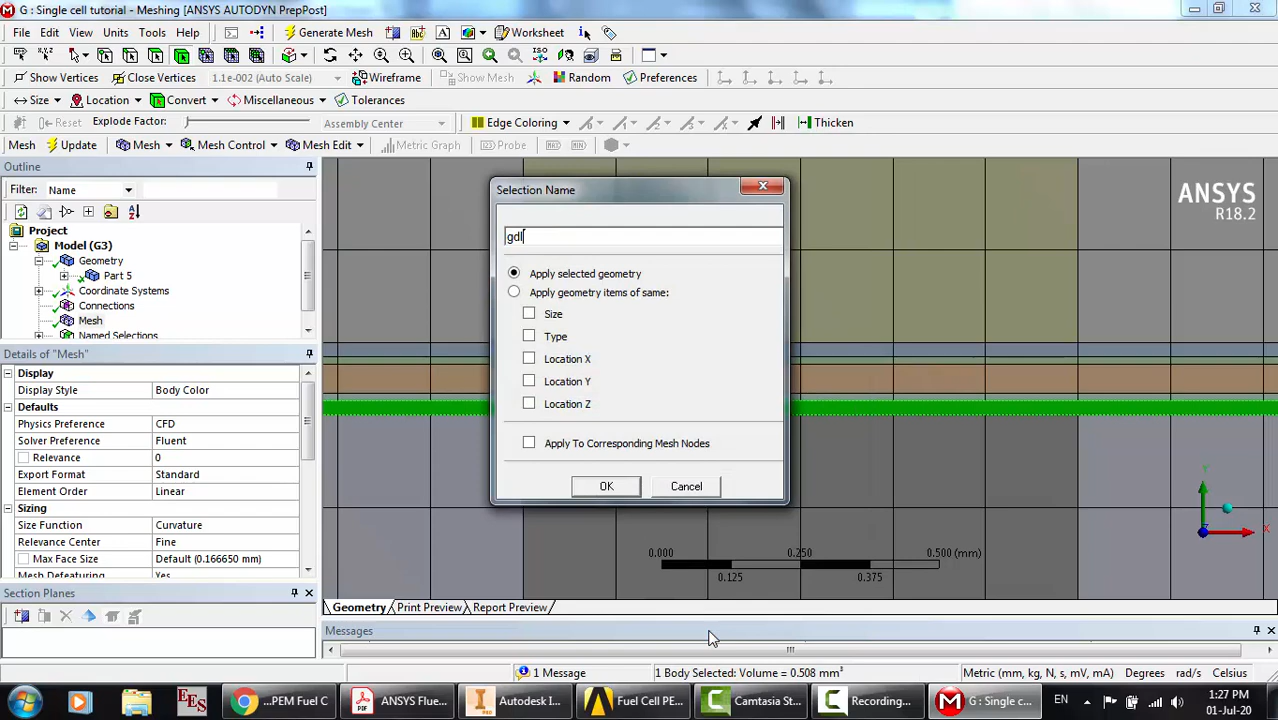 G : Single cell tutorial - Meshing [ANSYS AUTODYN PrepPost]
File Edit View Units Tools Help Generate Mesh Worksheet
Show Vertices Close Vertices 1.1e-002 (Auto Scale) Wireframe Show Mesh Random Preferences
Size Location Convert Miscellaneous Tolerances
Reset Explode Factor: Assembly Center Edge Coloring Thicken
Mesh Update Mesh Mesh Control Mesh Edit Metric Graph Probe
Outline
Filter: Name
Project
Model (G3)
Geometry
Part 5
Coordinate Systems
Connections
Mesh
Named Selections
Details of "Mesh"
Display
Display Style Body Color
Defaults
Physics Preference CFD
Solver Preference Fluent
Relevance 0
Export Format Standard
Element Order Linear
Sizing
Size Function Curvature
Relevance Center Fine
Max Face Size Default (0.166650 mm)
Mesh Defeaturing Yes
Section Planes
Selection Name
gdl
Apply selected geometry
Apply geometry items of same:
Size
Type
Location X
Location Y
Location Z
Apply To Corresponding Mesh Nodes
OK Cancel
ANSYS
R18.2
Y
X
0.000 0.250 0.500 (mm)
0.125 0.375
Geometry Print Preview Report Preview
Messages
1 Message 1 Body Selected: Volume = 0.508 mm³ Metric (mm, kg, N, s, mV, mA) Degrees rad/s Celsius
EES ...PEM Fuel C ANSYS Flue... Autodesk I... Fuel Cell PE... Camtasia St... Recording... G : Single c... EN 1:27 PM
01-Jul-20